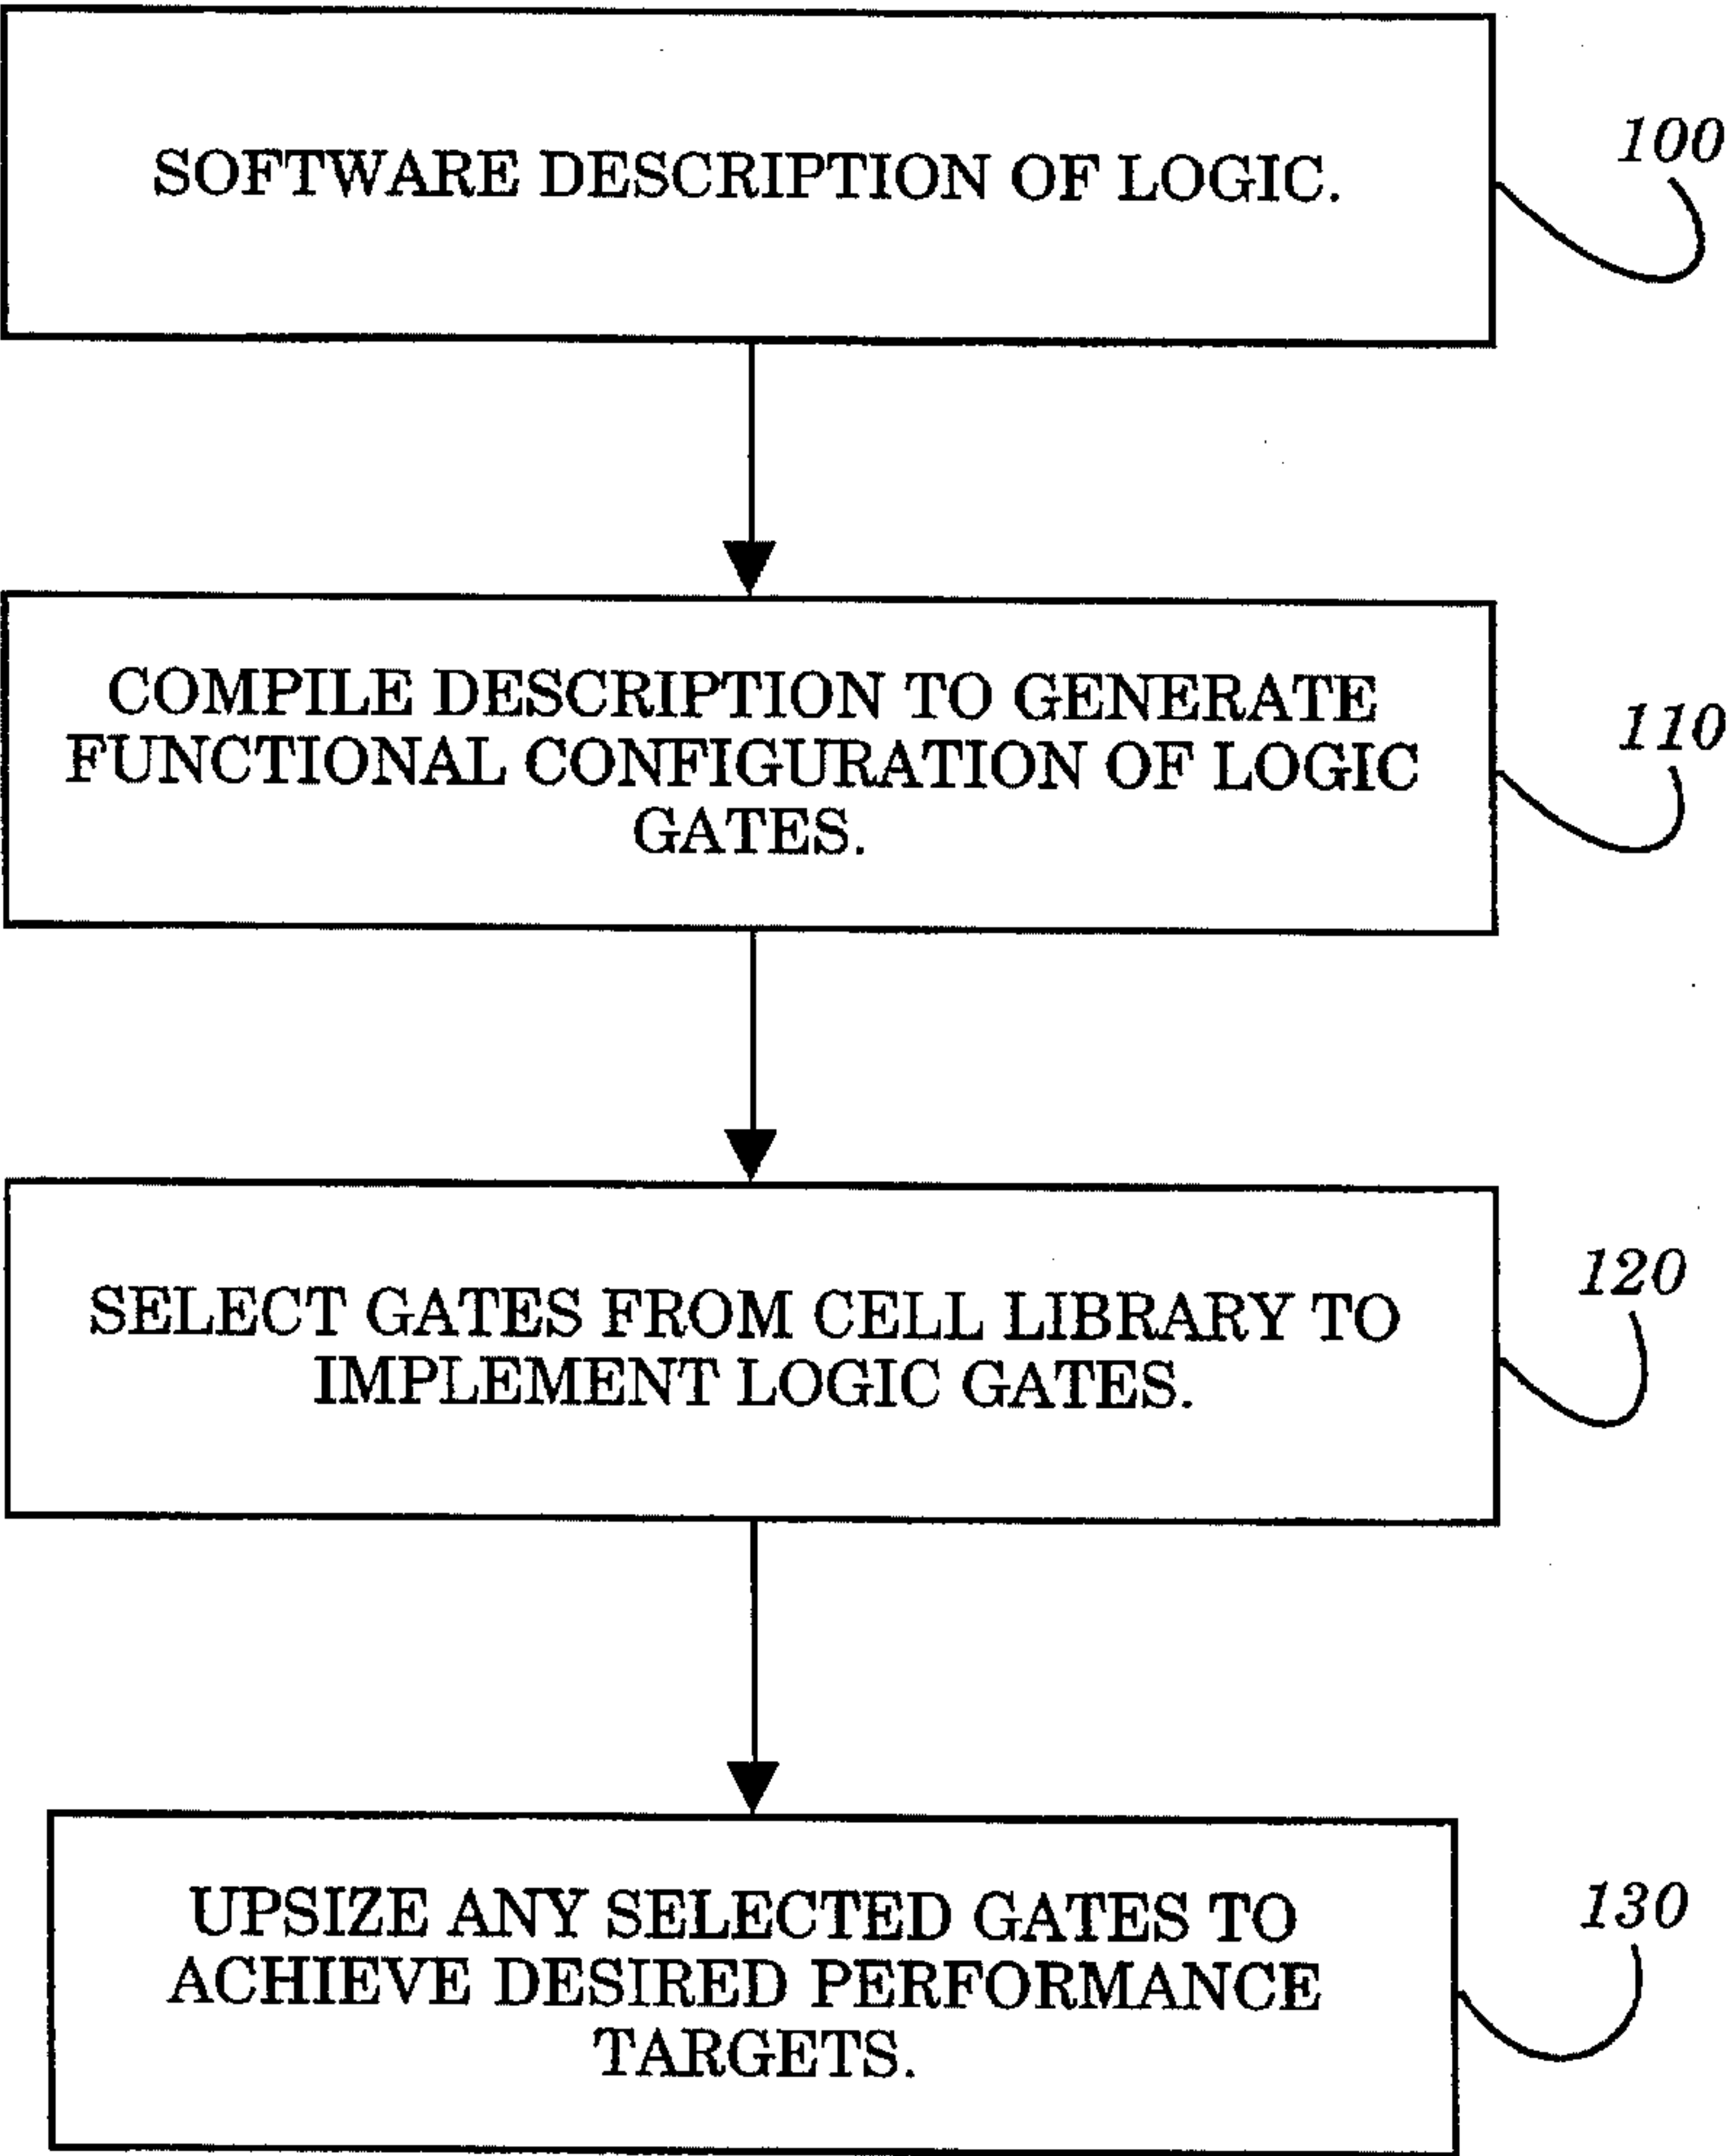 SOFTWARE DESCRIPTION OF LOGIC.
100
COMPILE DESCRIPTION TO GENERATE
FUNCTIONAL CONFIGURATION OF LOGIC
GATES.
110
SELECT GATES FROM CELL LIBRARY TO
IMPLEMENT LOGIC GATES.
120
UPSIZE ANY SELECTED GATES TO
ACHIEVE DESIRED PERFORMANCE
TARGETS.
130